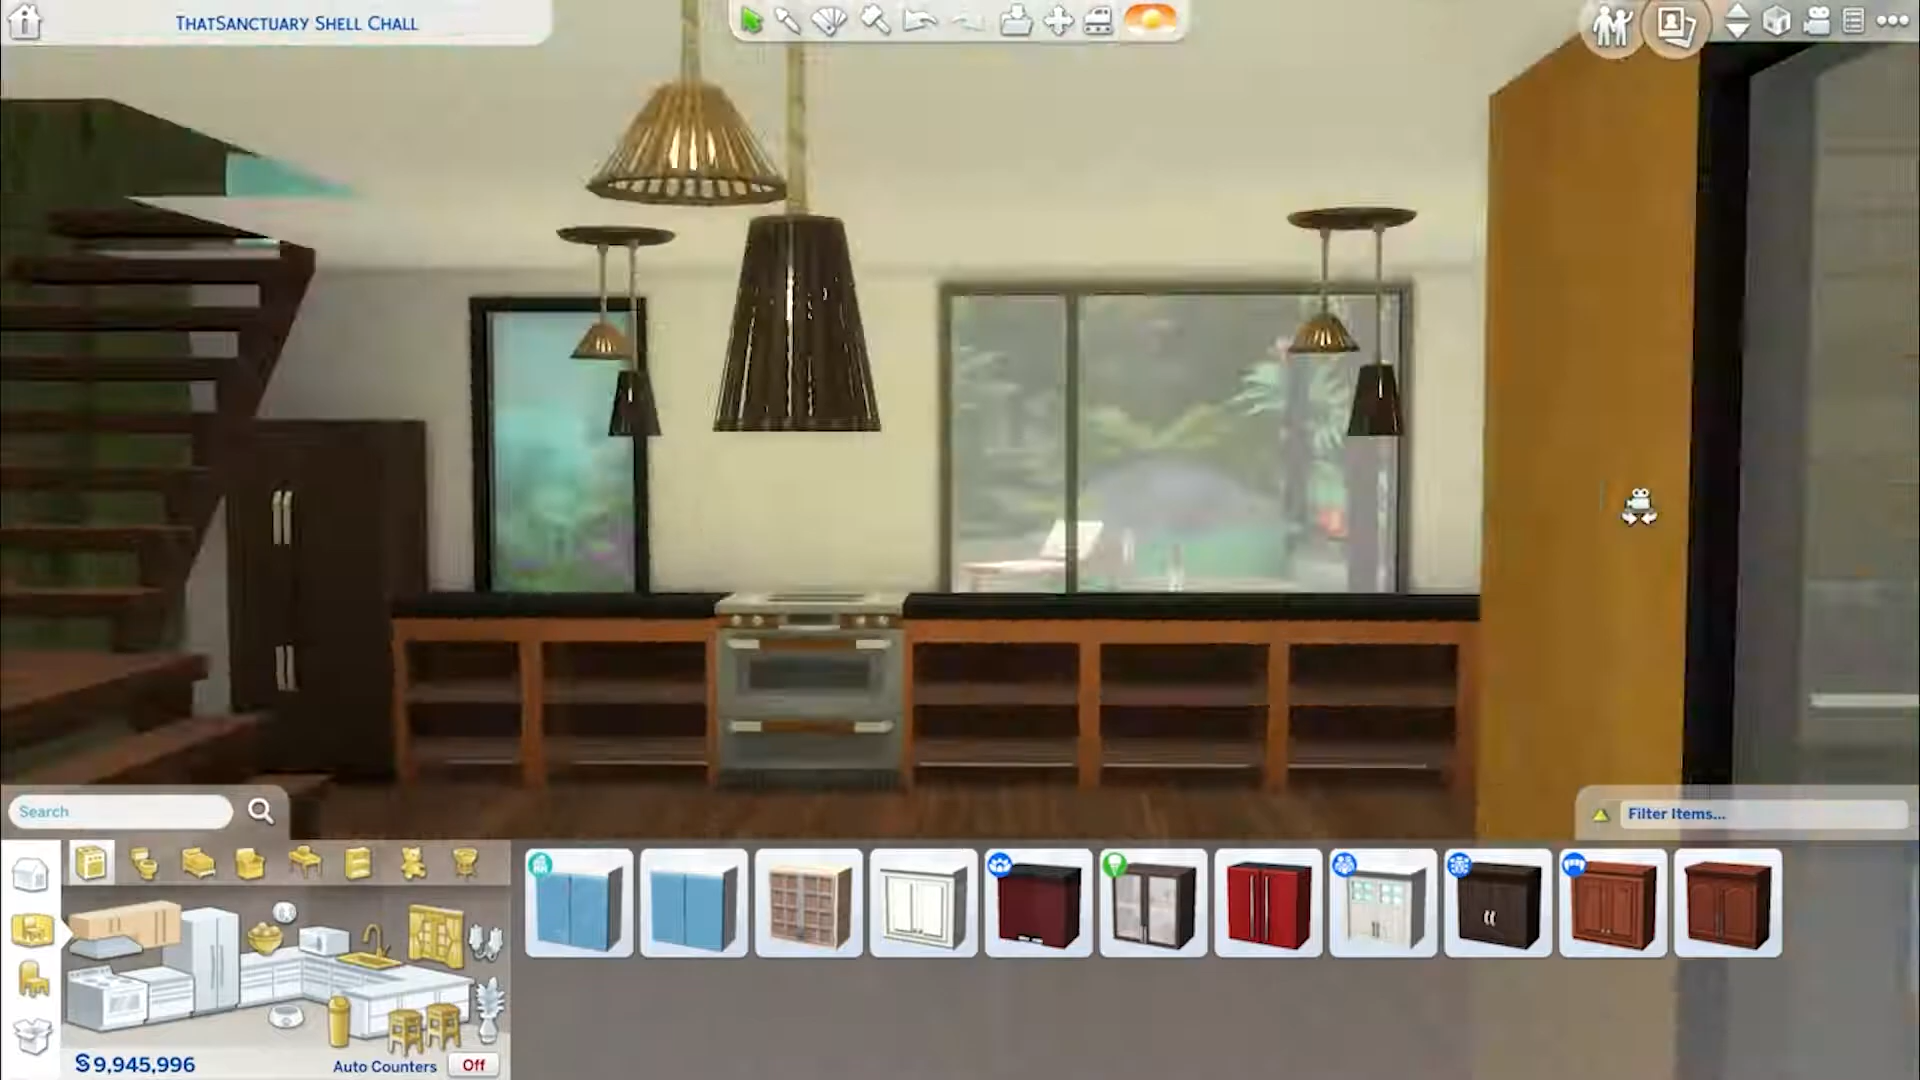 THATSANCTUARY SHELL CHALL
Search
Filter Items...
§9,945,996
Auto Counters
Off